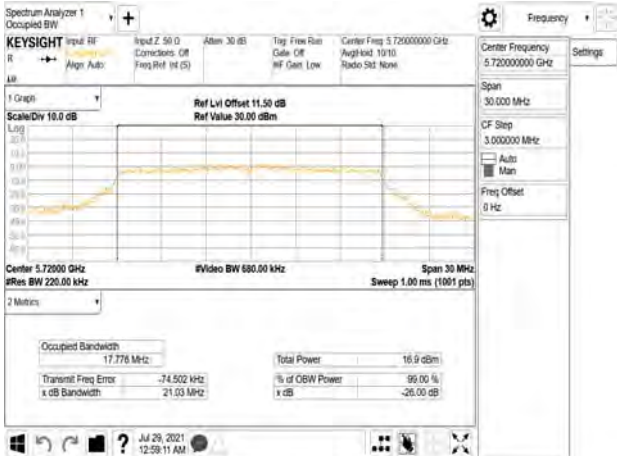 Spectrum Analyzer 1
Occupied BW
Frequency
KEYSIGHT
R
Input: RF
Align: Auto
Input Z: 50 Ω
Corrections: Off
Freq Ref: Int (S)
Atten: 30 dB
Trig: Free Run
Gate: Off
#IF Gain: Low
Center Freq: 5.720000000 GHz
Avg|Hold: 10/10
Radio Std: None
Center Frequency
5.720000000 GHz
Settings
Span
30.000 MHz
CF Step
3.000000 MHz
Auto
Man
Freq Offset
0 Hz
1 Graph
Scale/Div 10.0 dB
Ref Lvl Offset 11.50 dB
Ref Value 30.00 dBm
Log
Center 5.72000 GHz
#Video BW 680.00 kHz
Span 30 MHz
#Res BW 220.00 kHz
Sweep 1.00 ms (1001 pts)
2 Metrics
Occupied Bandwidth
17.776 MHz
Total Power
16.9 dBm
Transmit Freq Error
-74.502 kHz
% of OBW Power
99.00 %
x dB Bandwidth
21.03 MHz
x dB
-26.00 dB
?
Jul 29, 2021
12:59:11 AM